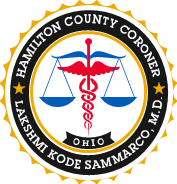 HAMILTON COUNTY CORONER
OHIO
LAKSHMI KODE SAMMARCO, M.D.